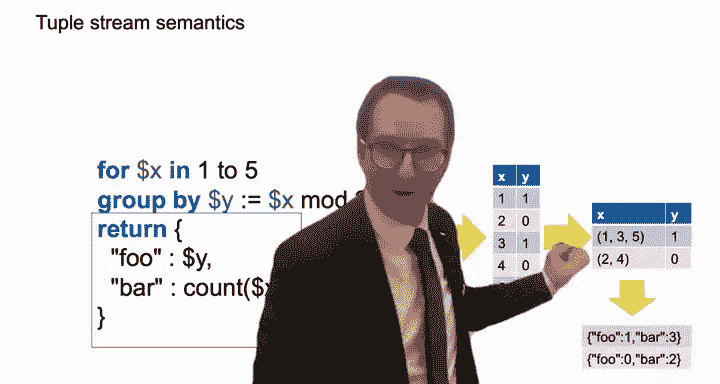 Tuple stream semantics
for $x in 1 to 5
group by $y := $x mod
return {
"foo" : $y,
"bar" : count($
}
x y
1 1
2 0
3 1
4 0
x y
(1, 3, 5) 1
(2, 4) 0
{"foo":1,"bar":3}
{"foo":0,"bar":2}